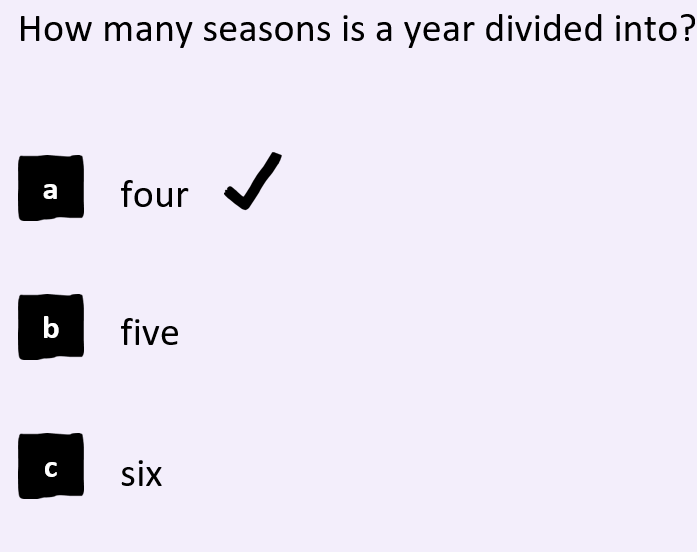 How many seasons is a year divided into?
a four
b five
c six